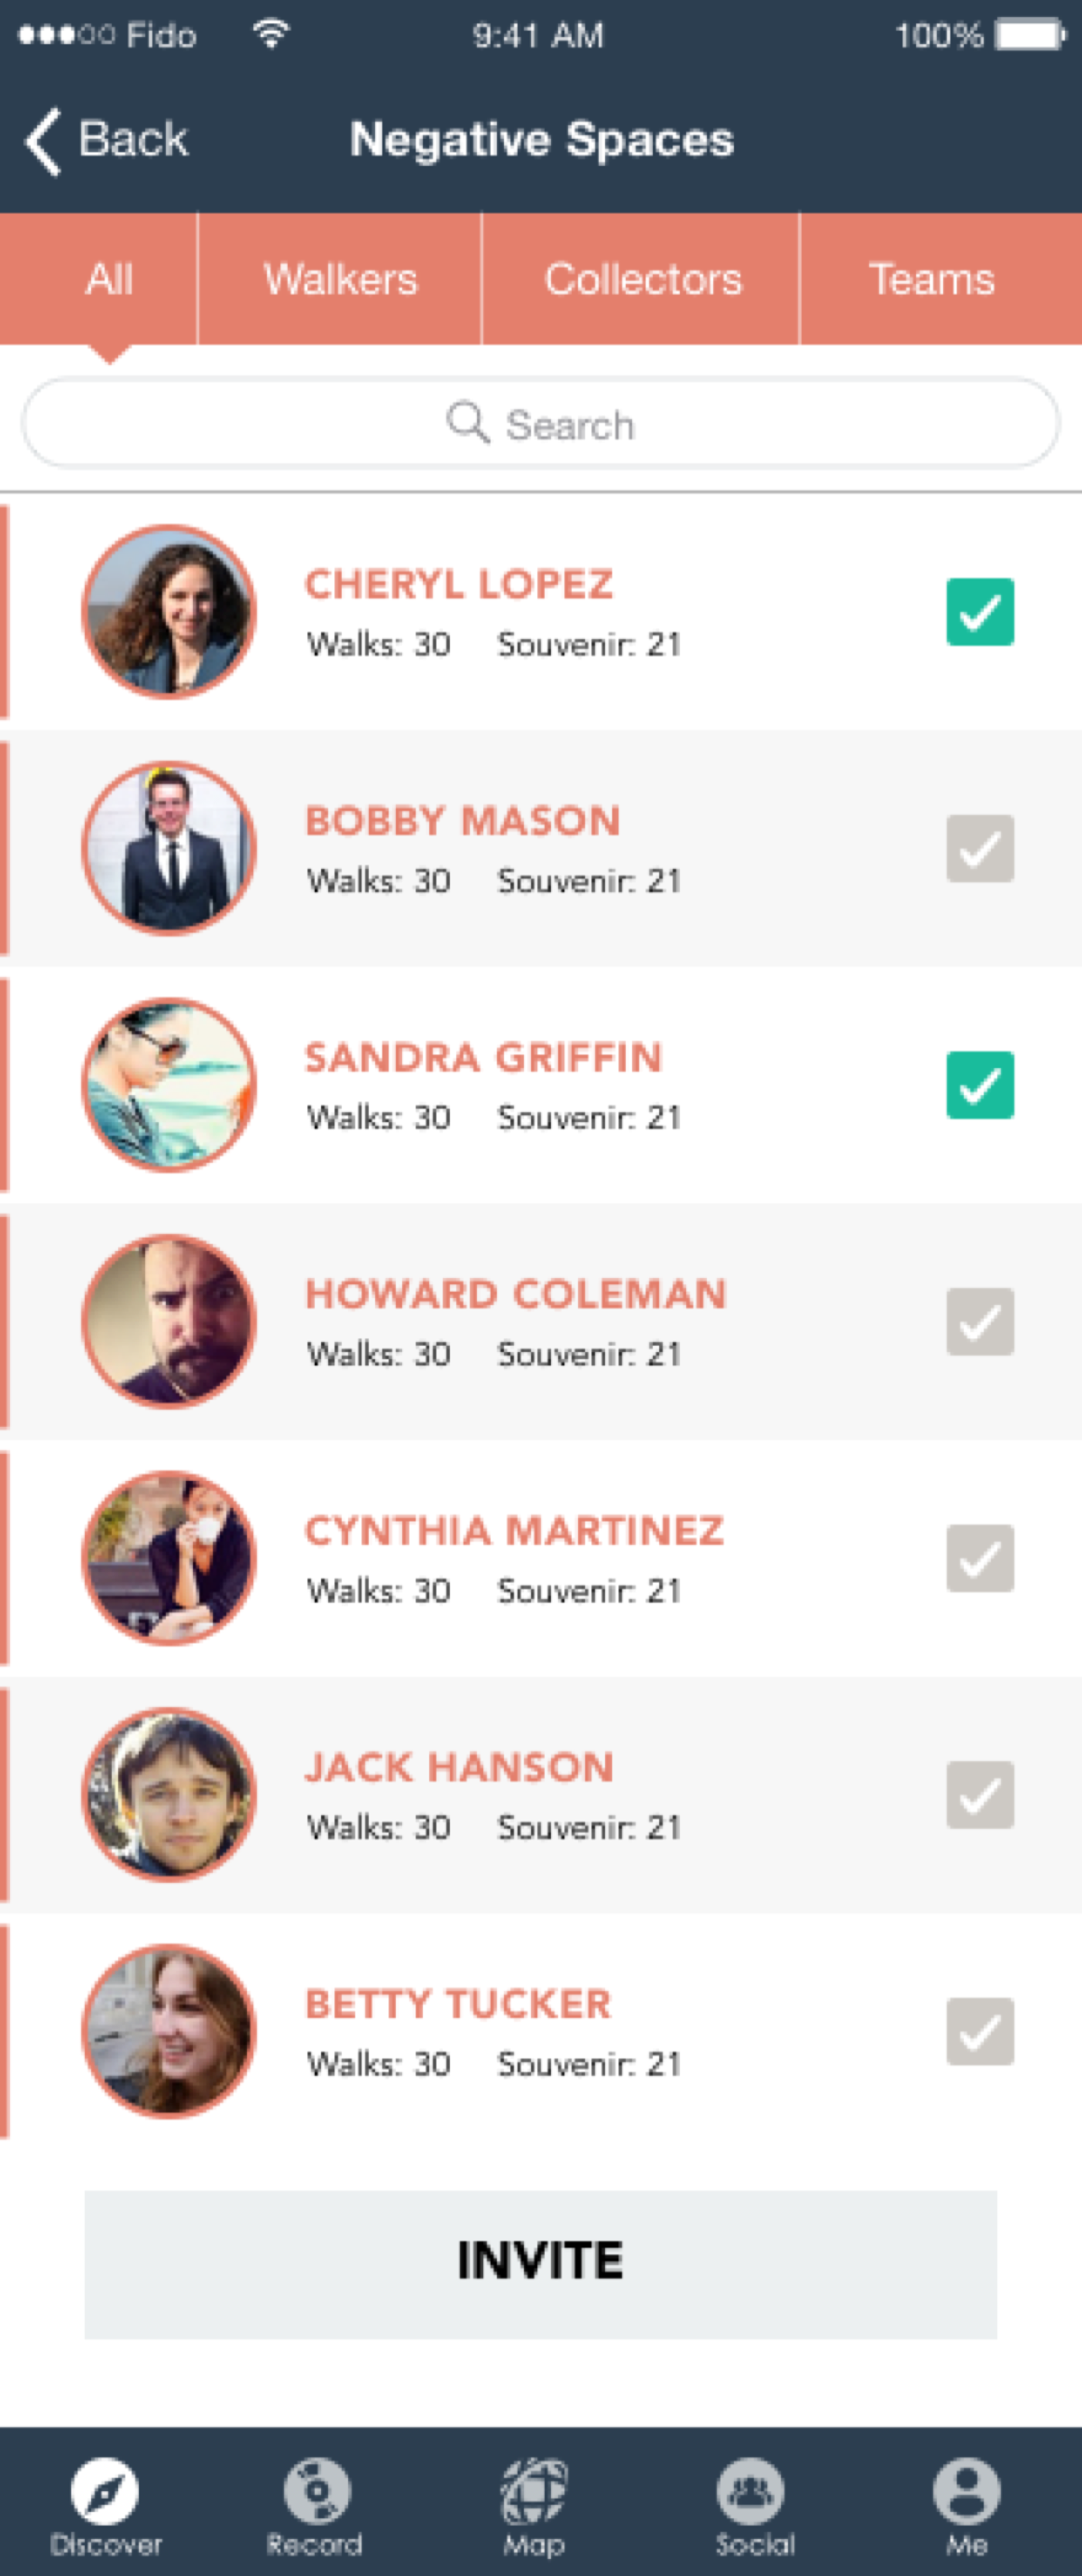 Fido 9:41 AM 100%
Back Negative Spaces
All Walkers Collectors Teams
Search
CHERYL LOPEZ
Walks: 30 Souvenir: 21
BOBBY MASON
Walks: 30 Souvenir: 21
SANDRA GRIFFIN
Walks: 30 Souvenir: 21
HOWARD COLEMAN
Walks: 30 Souvenir: 21
CYNTHIA MARTINEZ
Walks: 30 Souvenir: 21
JACK HANSON
Walks: 30 Souvenir: 21
BETTY TUCKER
Walks: 30 Souvenir: 21
INVITE
Discover Record Map Social Me